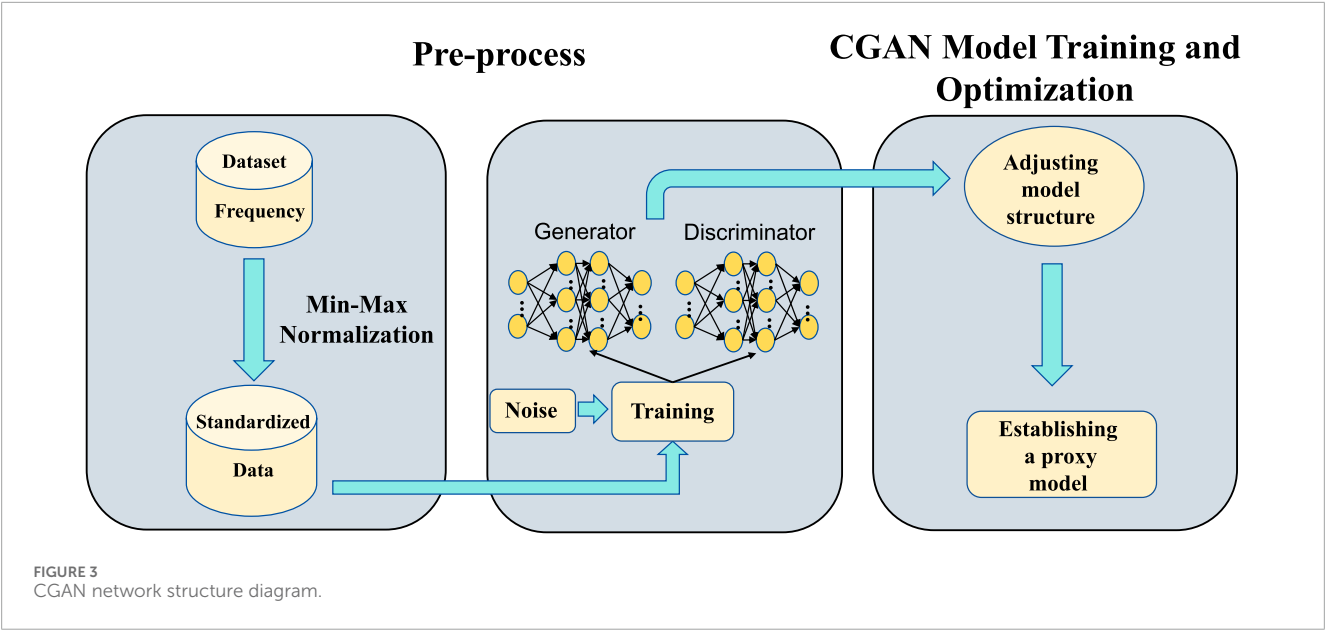 Pre-process
CGAN Model Training and
Optimization
Dataset
Frequency
Min-Max
Normalization
Standardized
Data
Generator
Discriminator
Noise
Training
Adjusting
model
structure
Establishing
a proxy
model
FIGURE 3
CGAN network structure diagram.